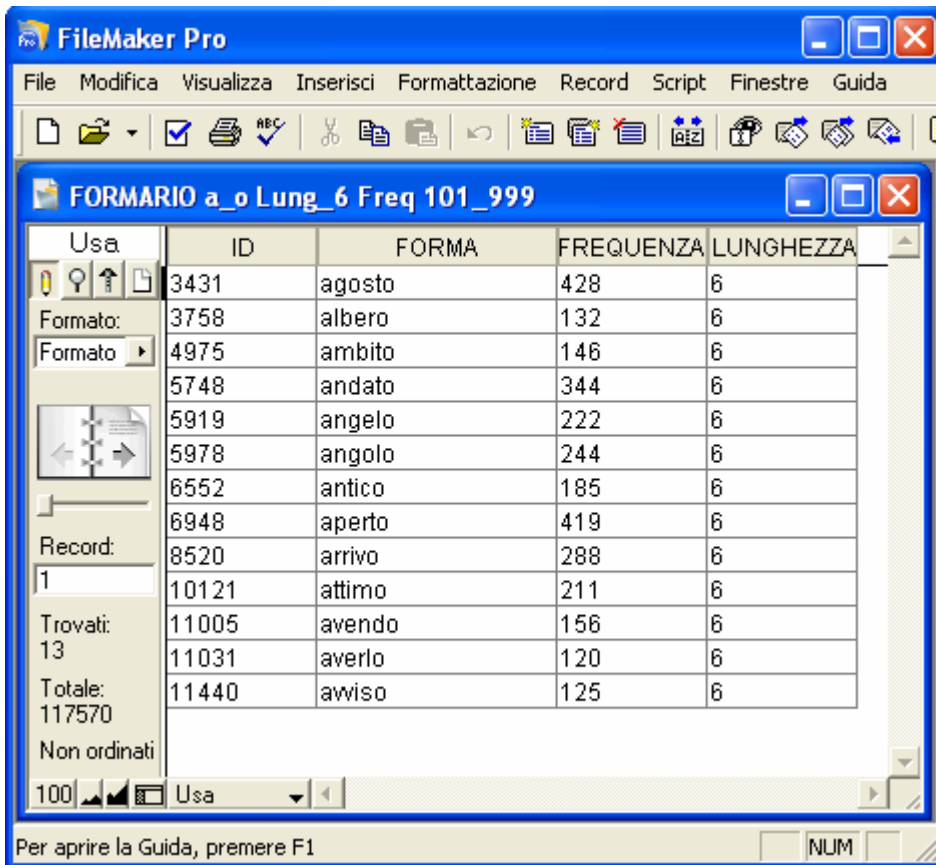 FileMaker Pro
File Modifica Visualizza Inserisci Formattazione Record Script Finestre Guida
FORMARIO a_o Lung_6 Freq 101_999
Usa ID FORMA FREQUENZA LUNGHEZZA
3431 agosto 428 6
Formato: 3758 albero 132 6
Formato 4975 ambito 146 6
5748 andato 344 6
5919 angelo 222 6
5978 angolo 244 6
6552 antico 185 6
6948 aperto 419 6
Record: 8520 arrivo 288 6
1 10121 attimo 211 6
Trovati: 11005 avendo 156 6
13 11031 averlo 120 6
Totale: 11440 avviso 125 6
117570
Non ordinati
100 Usa
Per aprire la Guida, premere F1 NUM